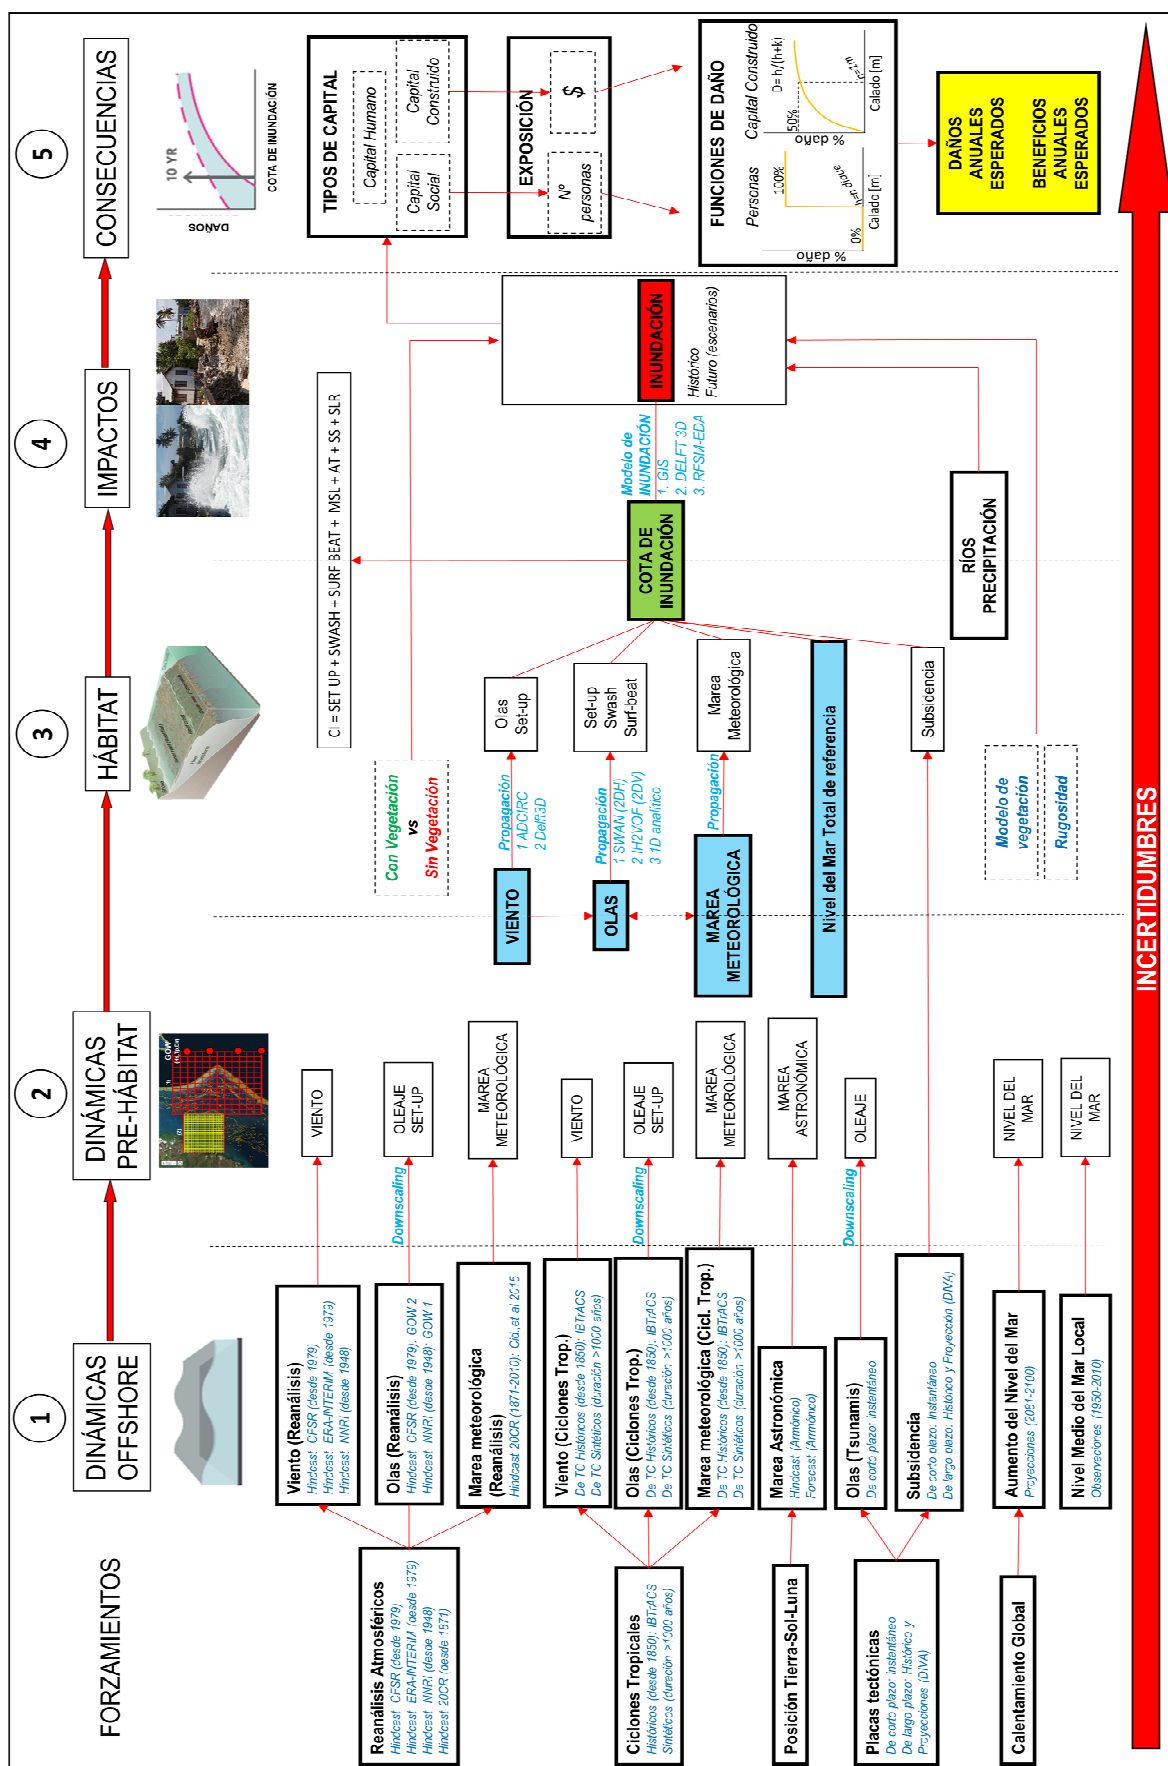 1
2
3
4
5
FORZAMIENTOS
DINÁMICAS
OFFSHORE
DINÁMICAS
PRE-HÁBITAT
HÁBITAT
IMPACTOS
CONSECUENCIAS
GOW
10 YR
DAÑOS
COTA DE INUNDACIÓN
Reanálisis Atmosféricos
Hindcast CFSR (desde 1979)
Hindcast ERA-INTERIM (desde 1979)
Hindcast NNRI (desde 1948)
Hindcast 20CR (desde 1871)
Ciclones Tropicales
Históricos (desde 1850): IBTrACS
Sintéticos (duración >1000 años)
Posición Tierra-Sol-Luna
Placas tectónicas
De corto plazo: instantáneo
De largo plazo: Histórico y
Proyecciones (DIVA)
Calentamiento Global
Viento (Reanálisis)
Hindcast CFSR (desde 1979)
Hindcast ERA-INTERIM (desde 1979)
Hindcast NNRI (desde 1948)
Olas (Reanálisis)
Hindcast CFSR (desde 1979): GOW 2
Hindcast NNRI (desde 1948): GOW 1
Marea meteorológica
(Reanálisis)
Hindcast 20CR (1871-2010): Cid, et al 2015
Viento (Ciclones Trop.)
De TC Históricos (desde 1850): IBTrACS
De TC Sintéticos (duración >1000 años)
Olas (Ciclones Trop.)
De TC Históricos (desde 1850): IBTrACS
De TC Sintéticos (duración >1000 años)
Marea meteorológica (Cicl. Trop.)
De TC Históricos (desde 1850): IBTrACS
De TC Sintéticos (duración >1000 años)
Marea Astronómica
Hindcast (Armónico)
Forecast (Armónico)
Olas (Tsunamis)
De corto plazo: instantáneo
Subsidencia
De corto plazo: Instantáneo
De largo plazo: Histórico y Proyección (DIVA)
Aumento del Nivel del Mar
Proyecciones (2081-2100)
Nivel Medio del Mar Local
Observaciones (1950-2010)
Downscaling
Downscaling
Downscaling
VIENTO
OLEAJE
SET-UP
MAREA
METEOROLÓGICA
VIENTO
OLEAJE
SET-UP
MAREA
METEOROLÓGICA
MAREA
ASTRONÓMICA
OLEAJE
NIVEL DEL
MAR
NIVEL DEL
MAR
Con Vegetación
vs
Sin Vegetación
VIENTO
OLAS
MAREA
METEOROLÓGICA
Nivel del Mar Total de referencia
Propagación
1 ADCIRC
2 Delft3D
Propagación
1 SWAN (2DH)
2 IH2VOF (2DV)
3 1D analítico
Propagación
Olas
Set-up
Set-up
Swash
Surf-beat
Marea
Meteorológica
Subsidencia
Modelo de
vegetación
Rugosidad
CI = SET UP + SWASH + SURF BEAT + MSL + AT + SS + SLR
COTA DE
INUNDACIÓN
RÍOS
PRECIPITACIÓN
Modelo de
INUNDACIÓN
1. GIS
2. DELFT 3D
3. RFSM-EDA
INUNDACIÓN
Histórico
Futuro (escenarios)
TIPOS DE CAPITAL
Capital Humano
Capital
Social
Capital
Construido
EXPOSICIÓN
Nº
personas
$
FUNCIONES DE DAÑO
Personas
Capital Construido
100%
0%
% daño
Calado [m]
D= h/(h+k)
50%
% daño
Calado [m]
DAÑOS
ANUALES
ESPERADOS
BENEFICIOS
ANUALES
ESPERADOS
INCERTIDUMBRES